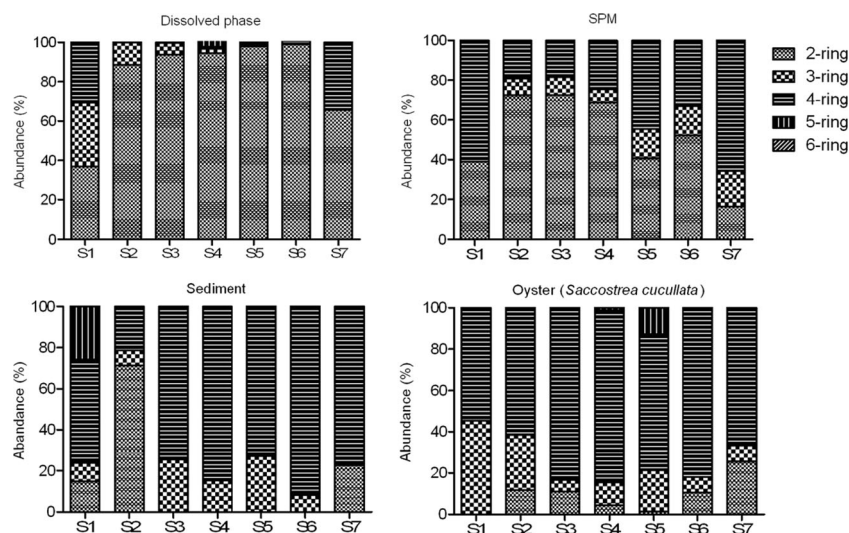 Dissolved phase
Abundance (%)
100
80
60
40
20
0
S1 S2 S3 S4 S5 S6 S7
SPM
Abundance (%)
100
80
60
40
20
0
S1 S2 S3 S4 S5 S6 S7
2-ring
3-ring
4-ring
5-ring
6-ring
Sediment
Abandance (%)
100
80
60
40
20
0
S1 S2 S3 S4 S5 S6 S7
Oyster (Saccostrea cucullata)
Abundance (%)
100
80
60
40
20
0
S1 S2 S3 S4 S5 S6 S7